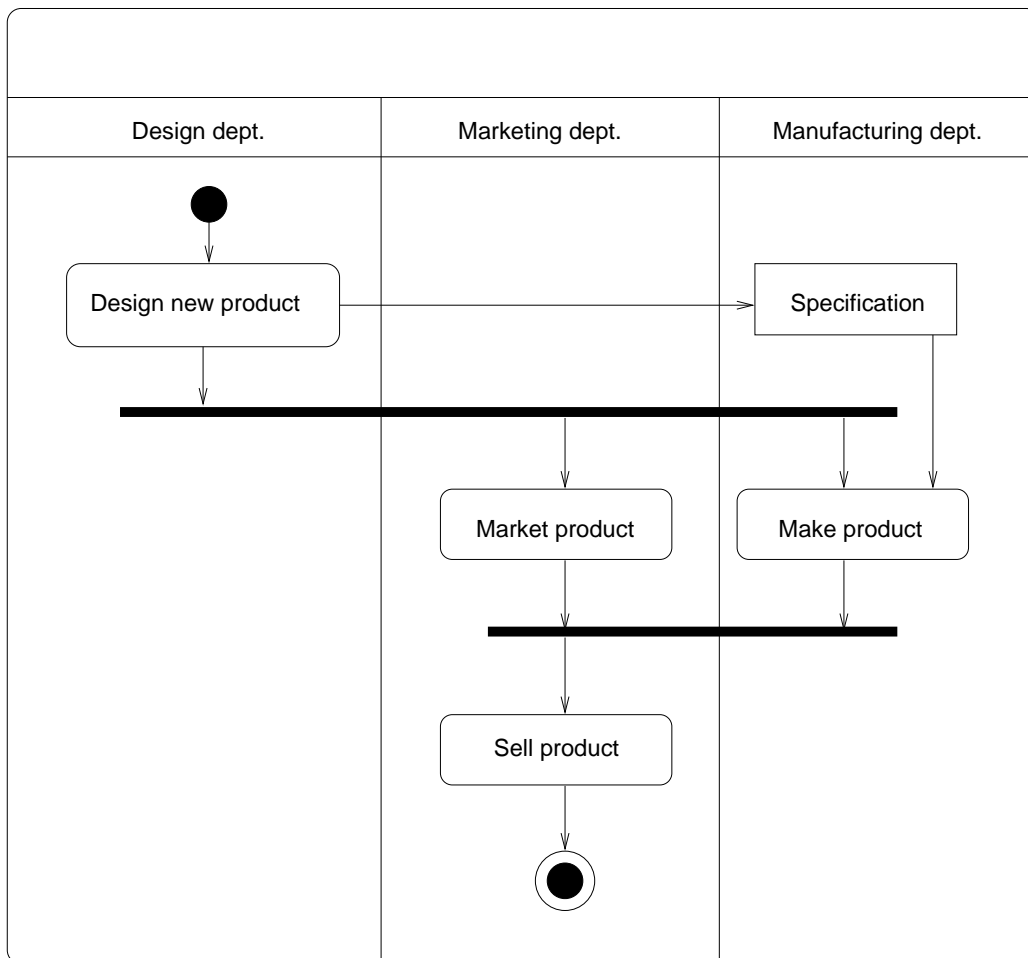 Design dept.
Marketing dept.
Manufacturing dept.
Design new product
Specification
Market product
Make product
Sell product